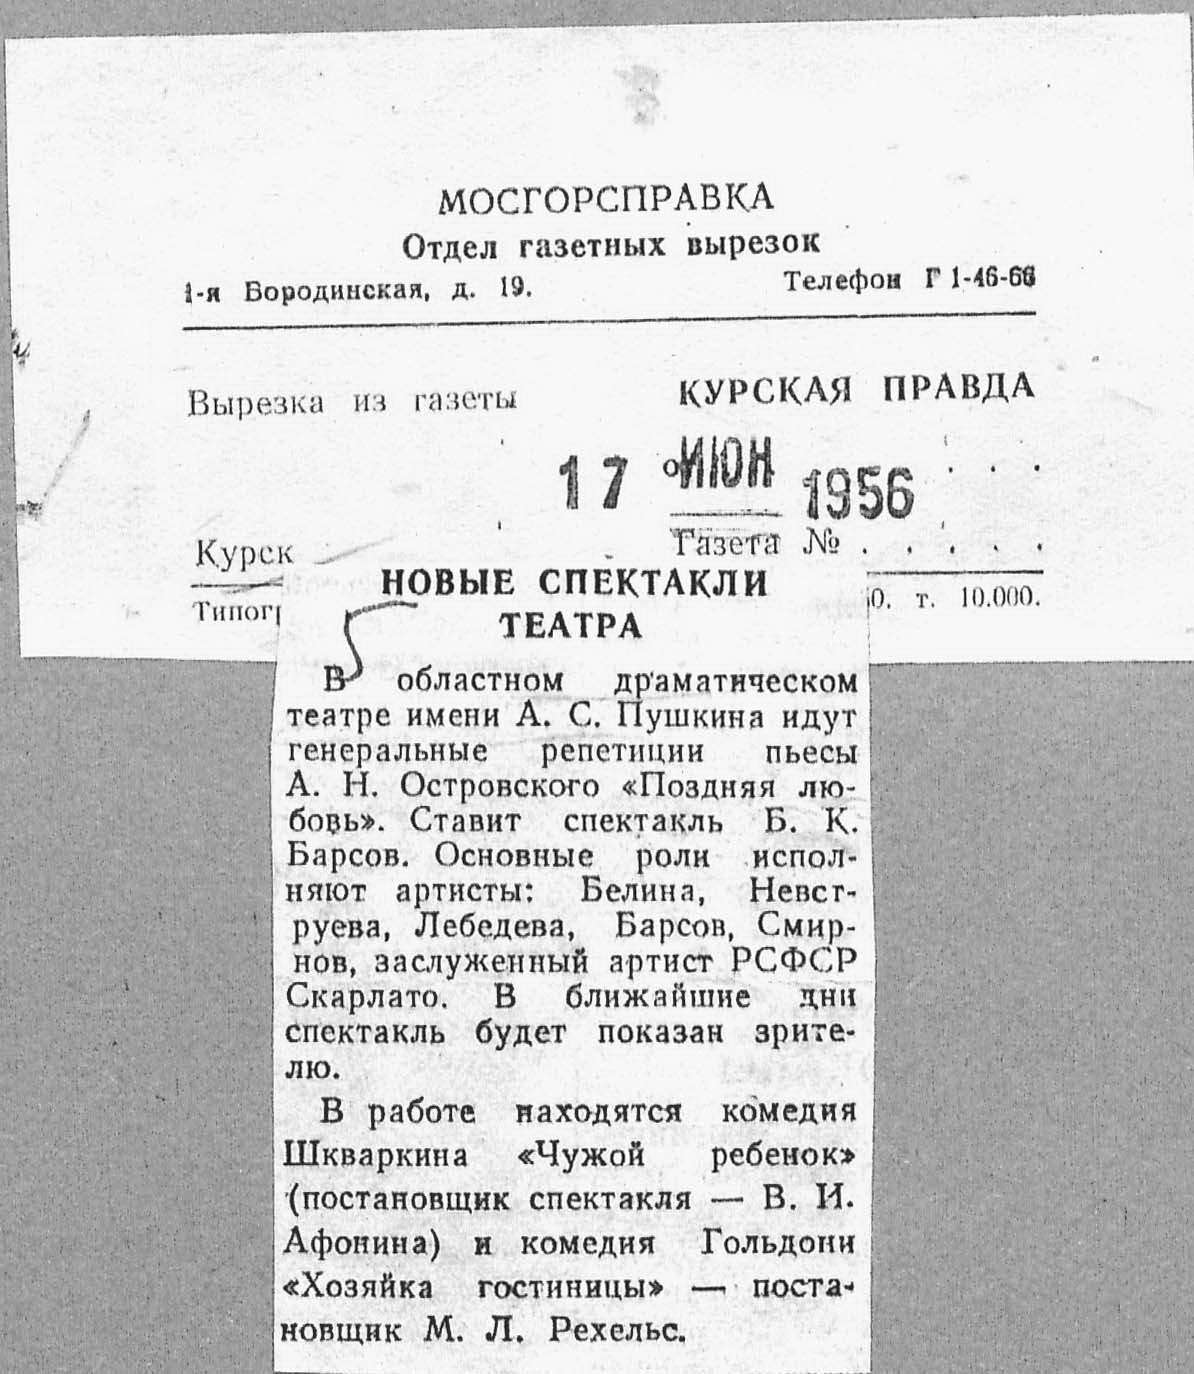 МОСГОРСПРАВКА
Отдел газетных вырезок
1-я Бородинская, д. 19. Телефон Г 1-46-66
Вырезка из газеты КУРСКАЯ ПРАВДА
17 ИЮН 1956 . . .
Курск Газета № . . . . .
Типогр 0. т. 10.000.
НОВЫЕ СПЕКТАКЛИ
ТЕАТРА
В областном драматическом
театре имени А. С. Пушкина идут
генеральные репетиции пьесы
А. Н. Островского «Поздняя лю-
бовь». Ставит спектакль Б. К.
Барсов. Основные роли испол-
няют артисты: Белина, Невст-
руева, Лебедева, Барсов, Смир-
нов, заслуженный артист РСФСР
Скарлато. В ближайшие дни
спектакль будет показан зрите-
лю.
В работе находятся комедия
Шкваркина «Чужой ребенок»
(постановщик спектакля — В. И.
Афонина) и комедия Гольдони
«Хозяйка гостиницы» — поста-
новщик М. Л. Рехельс.